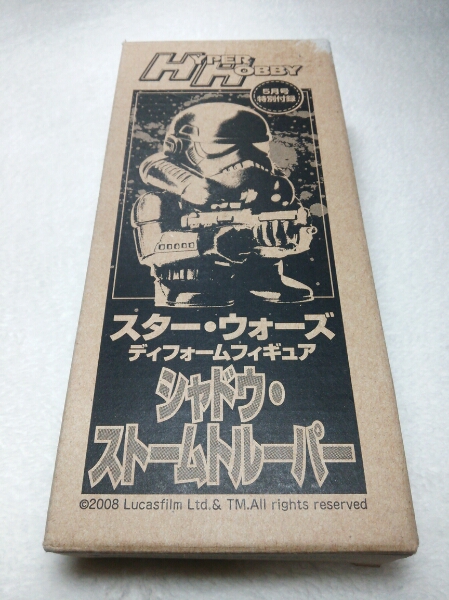 HYPER HOBBY
5月号
特別付録
スター・ウォーズ
ディフォームフィギュア
シャドウ・
ストームトルーパー
©2008 Lucasfilm Ltd.& TM.All rights reserved